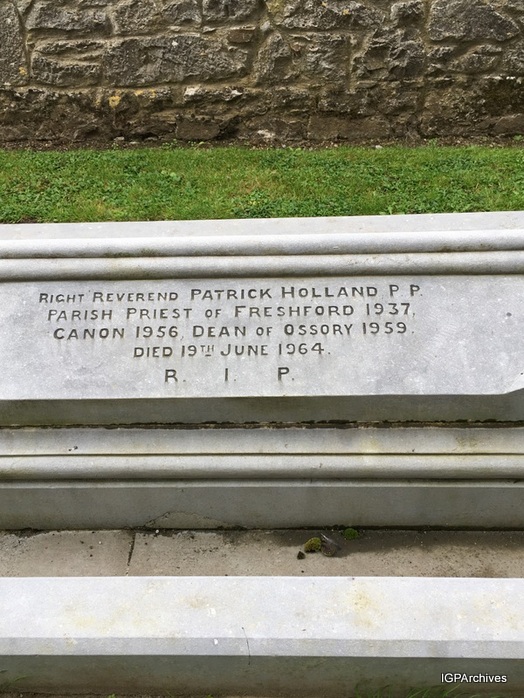 RIGHT REVEREND PATRICK HOLLAND P.P.
PARISH PRIEST OF FRESHFORD 1937,
CANON 1956, DEAN OF OSSORY 1959.
DIED 19TH JUNE 1964.
R. I. P.
IGPArchives